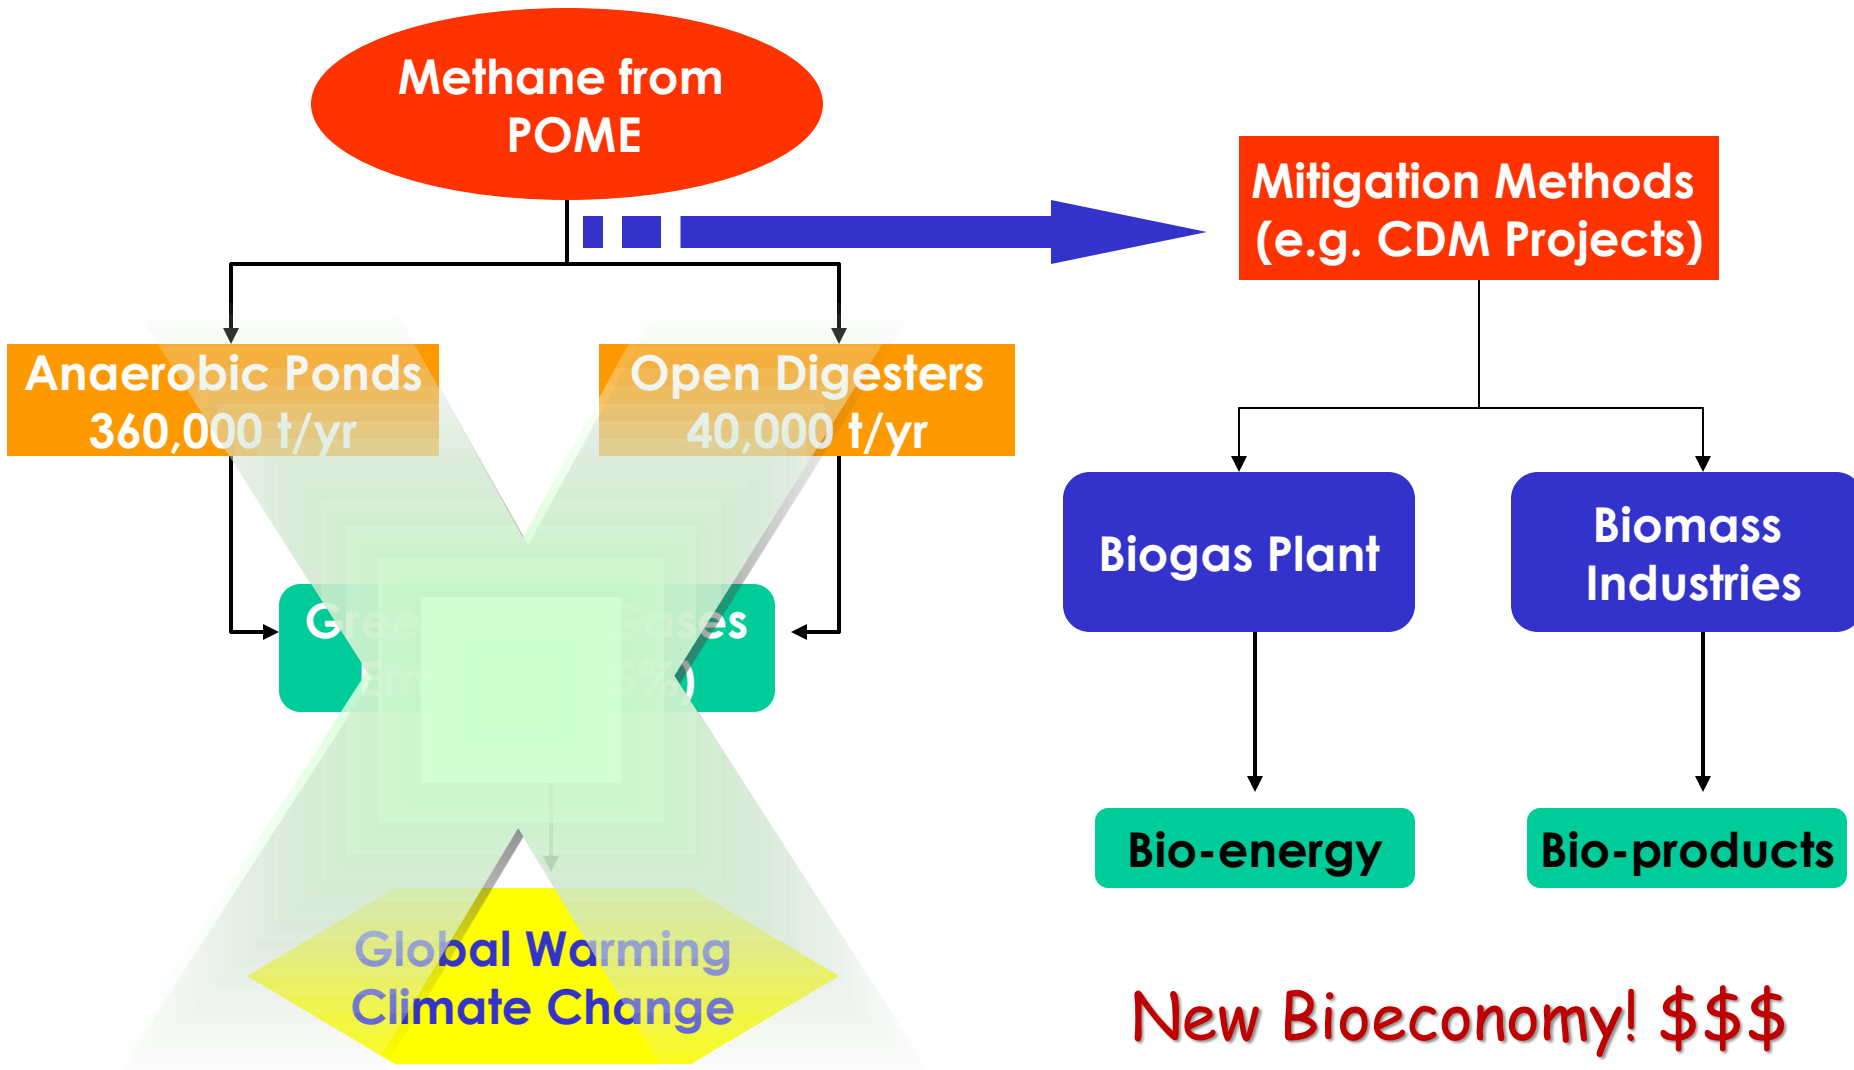 Methane from
POME
Mitigation Methods
(e.g. CDM Projects)
Anaerobic Ponds
360,000 t/yr
Open Digesters
40,000 t/yr
Biogas Plant
Biomass
Industries
Gases
Bio-energy
Bio-products
Global Warming
Climate Change
New Bioeconomy! $$$